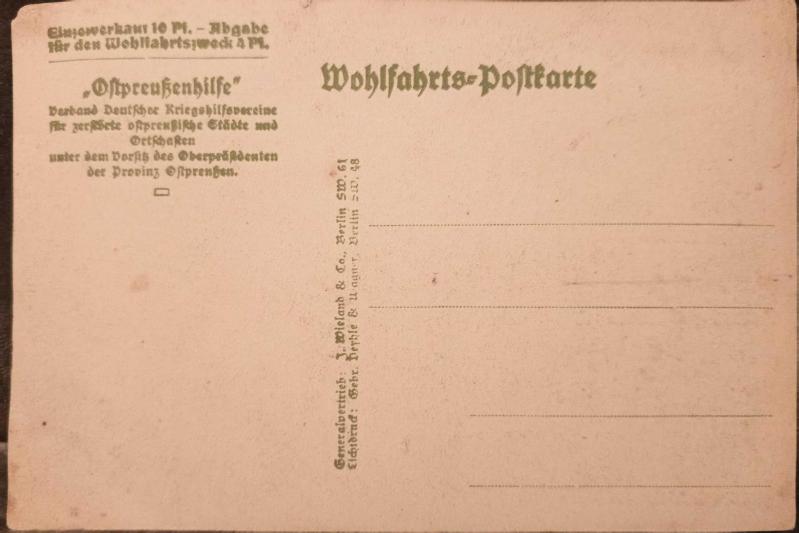 Einzelverkauf 10 Pf. – Abgabe
für den Wohlfahrtszweck 4 Pf.
„Ostpreußenhilfe“
Verband Deutscher Kriegshilfsvereine
für zerstörte ostpreußische Städte und
Ortschaften
unter dem Vorsitz des Oberpräsidenten
der Provinz Ostpreußen.
Wohlfahrts-Postkarte
Generalvertrieb: J. Wieland & Co., Berlin SW. 61
Lichtdruck: Gebr. & Wagner, Berlin SW. 48